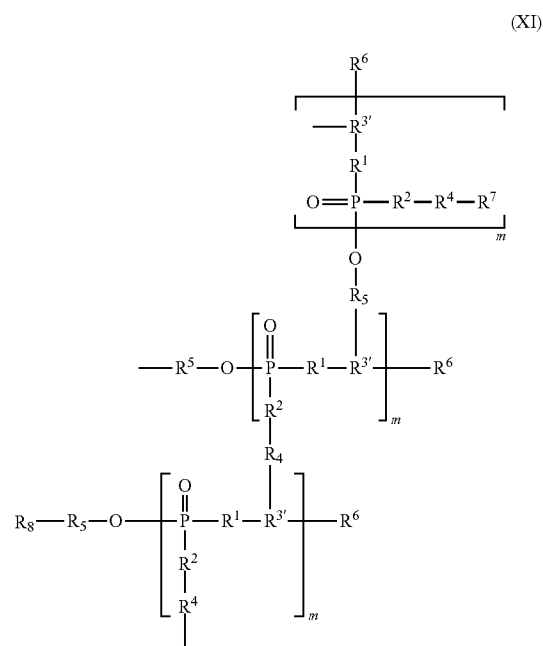 (XI)
R⁶
R³′
R¹
O=P—R²—R⁴—R⁷
m
O
R₅
O
—R⁵—O—P—R¹—R³′—R⁶
R²
m
R₄
O
R₈—R₅—O—P—R¹—R³′—R⁶
R²
R⁴
m